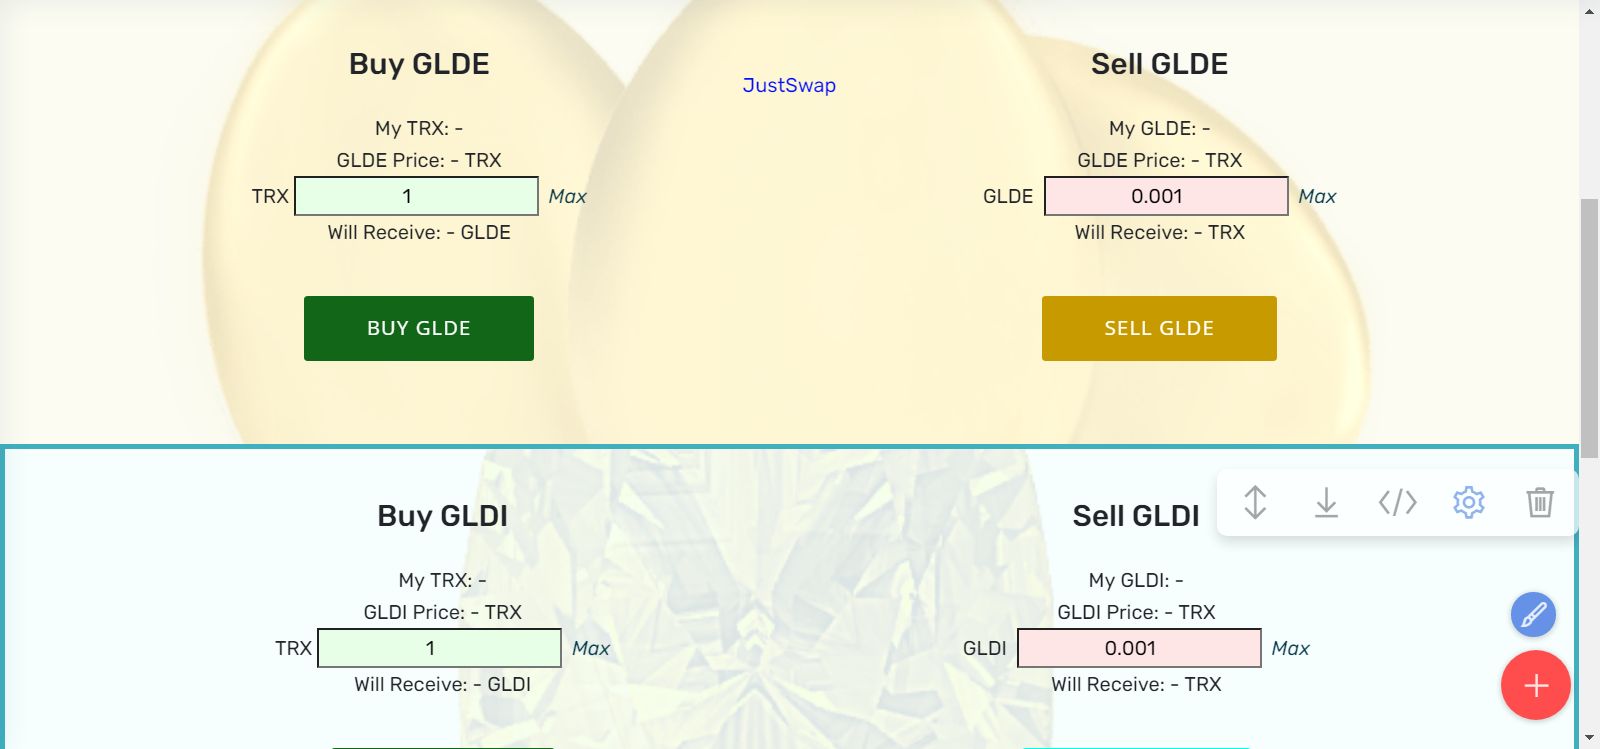 Buy GLDE
My TRX: -
GLDE Price: - TRX
TRX 1 Max
Will Receive: - GLDE
BUY GLDE
JustSwap
Sell GLDE
My GLDE: -
GLDE Price: - TRX
GLDE 0.001 Max
Will Receive: - TRX
SELL GLDE
Buy GLDI
My TRX: -
GLDI Price: - TRX
TRX 1 Max
Will Receive: - GLDI
Sell GLDI
My GLDI: -
GLDI Price: - TRX
GLDI 0.001 Max
Will Receive: - TRX